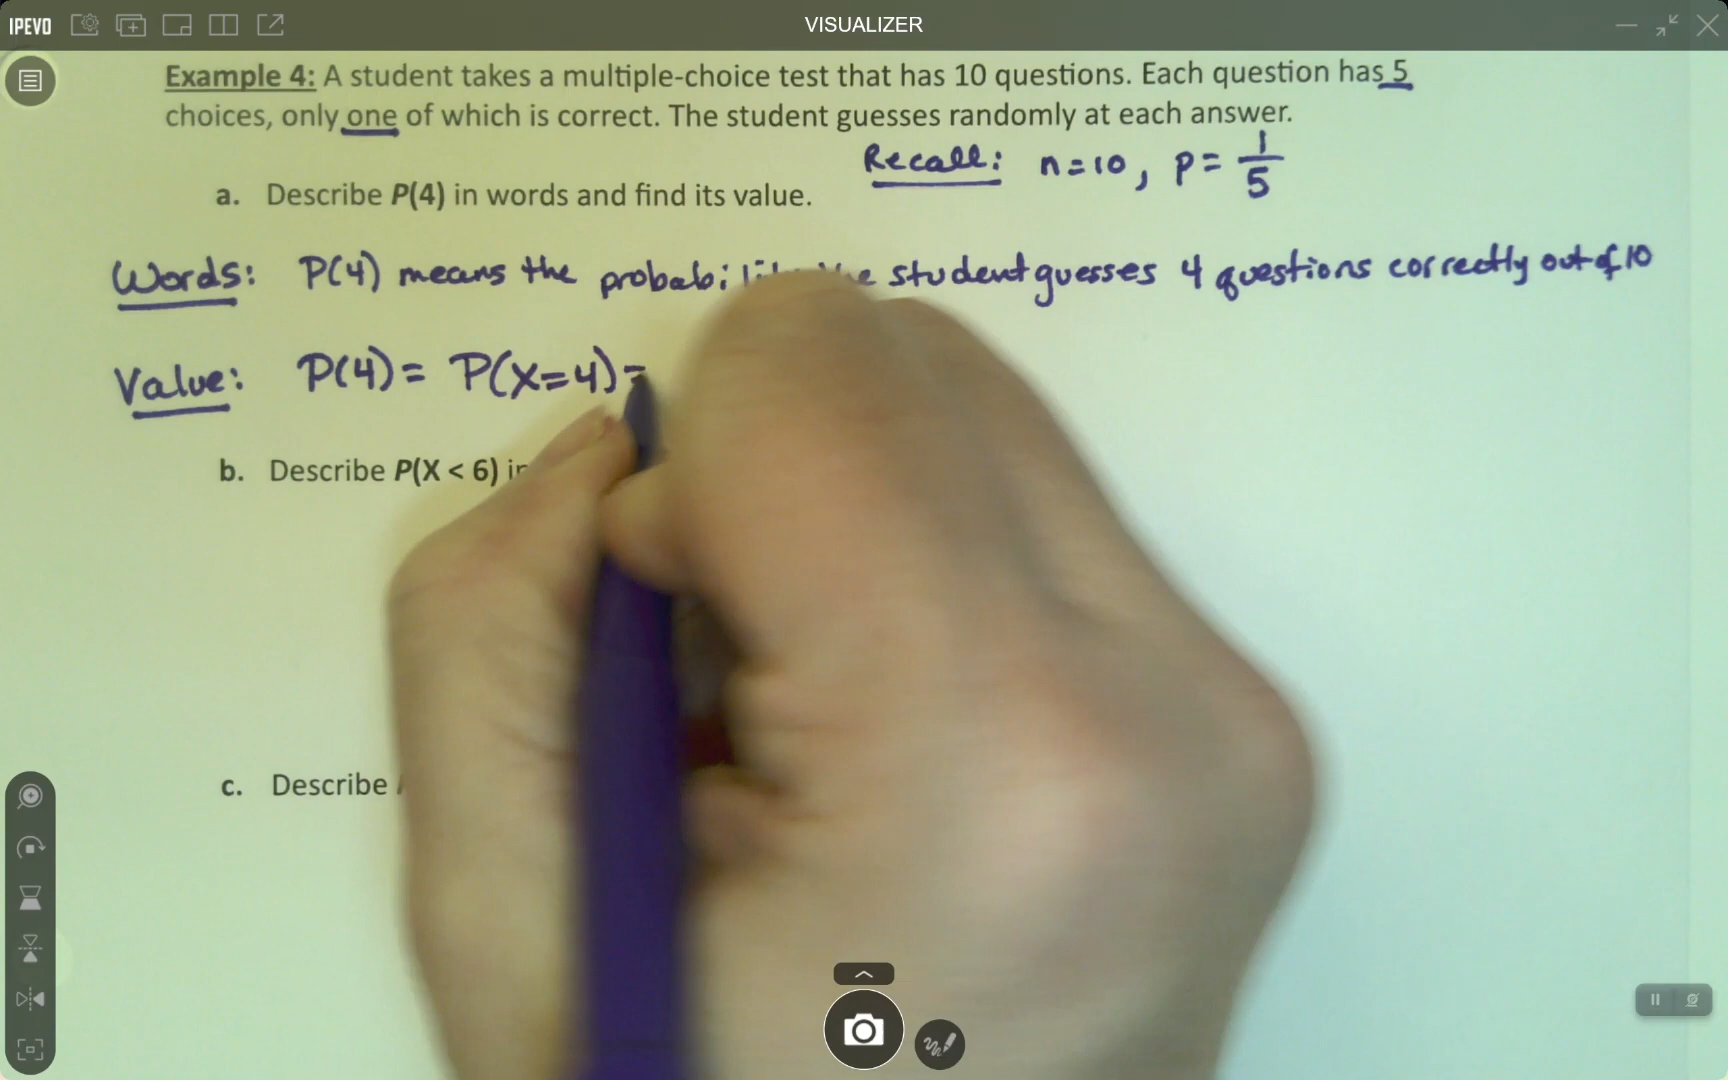 IPEVO
VISUALIZER
Example 4: A student takes a multiple-choice test that has 10 questions. Each question has 5
choices, only one of which is correct. The student guesses randomly at each answer.
Recall: n=10, p= 1/5
a. Describe P(4) in words and find its value.
Words: P(4) means the student guesses 4 questions correctly out of 10
Value: P(4)= P(X=4)=
b. Describe P(X < 6)
c. Describe